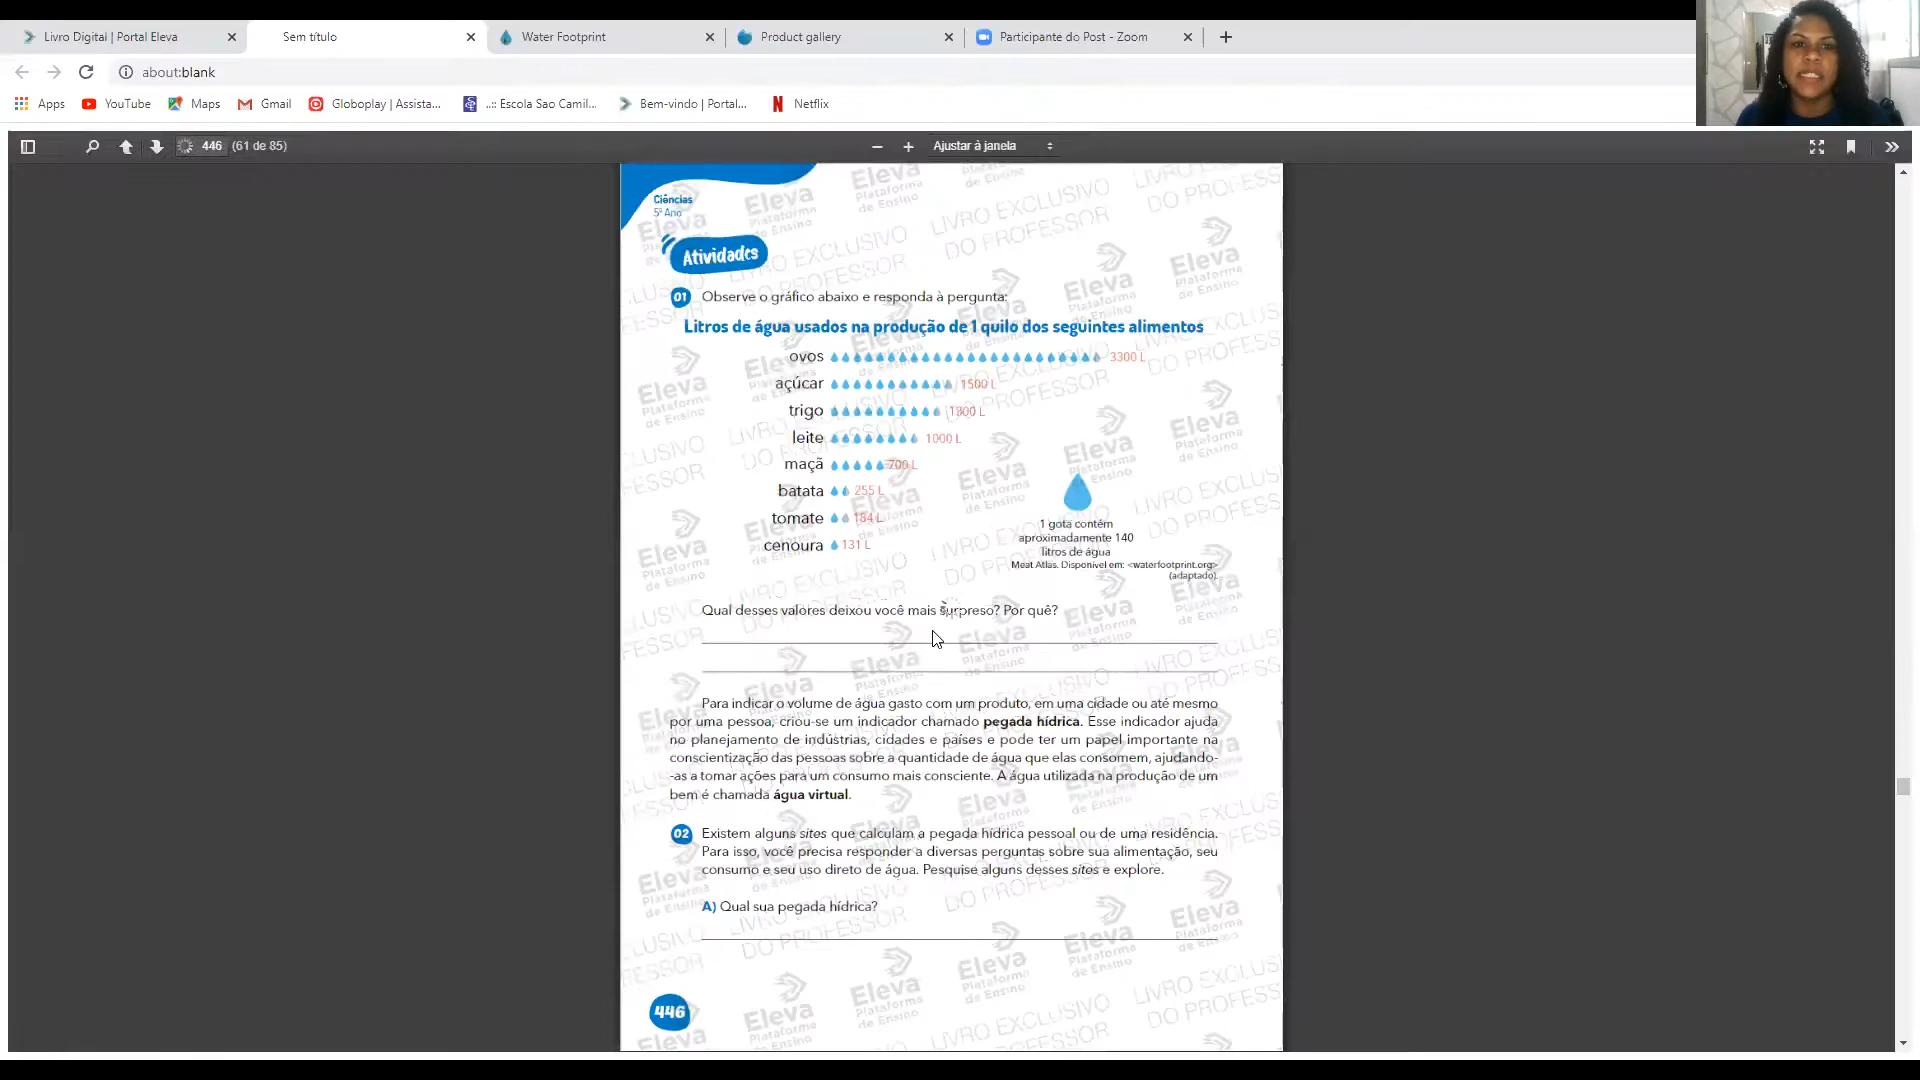 Livro Digital | Portal Eleva
Sem título
Water Footprint
Product gallery
Participante do Post - Zoom
about:blank
Apps
YouTube
Maps
Gmail
Globoplay | Assista...
..:: Escola Sao Camil...
Bem-vindo | Portal...
Netflix
446 (61 de 85)
Ajustar à janela
Ciências
5º Ano
Atividades
01 Observe o gráfico abaixo e responda à pergunta:
Litros de água usados na produção de 1 quilo dos seguintes alimentos
ovos 3300 L
açúcar 1500 L
trigo 1300 L
leite 1000 L
maçã 700 L
batata 255 L
tomate 184 L
cenoura 131 L
1 gota contêm
aproximadamente 140
litros de água
Meat Atlas. Disponível em: <waterfootprint.org>
(adaptado).
Qual desses valores deixou você mais surpreso? Por quê?
Para indicar o volume de água gasto com um produto, em uma cidade ou até mesmo
por uma pessoa, criou-se um indicador chamado pegada hídrica. Esse indicador ajuda
no planejamento de indústrias, cidades e países e pode ter um papel importante na
conscientização das pessoas sobre a quantidade de água que elas consomem, ajudando-
-as a tomar ações para um consumo mais consciente. A água utilizada na produção de um
bem é chamada água virtual.
02 Existem alguns sites que calculam a pegada hídrica pessoal ou de uma residência.
Para isso, você precisa responder a diversas perguntas sobre sua alimentação, seu
consumo e seu uso direto de água. Pesquise alguns desses sites e explore.
A) Qual sua pegada hídrica?
446
Eleva
Plataforma
de Ensino
LIVRO EXCLUSIVO
DO PROFESSOR